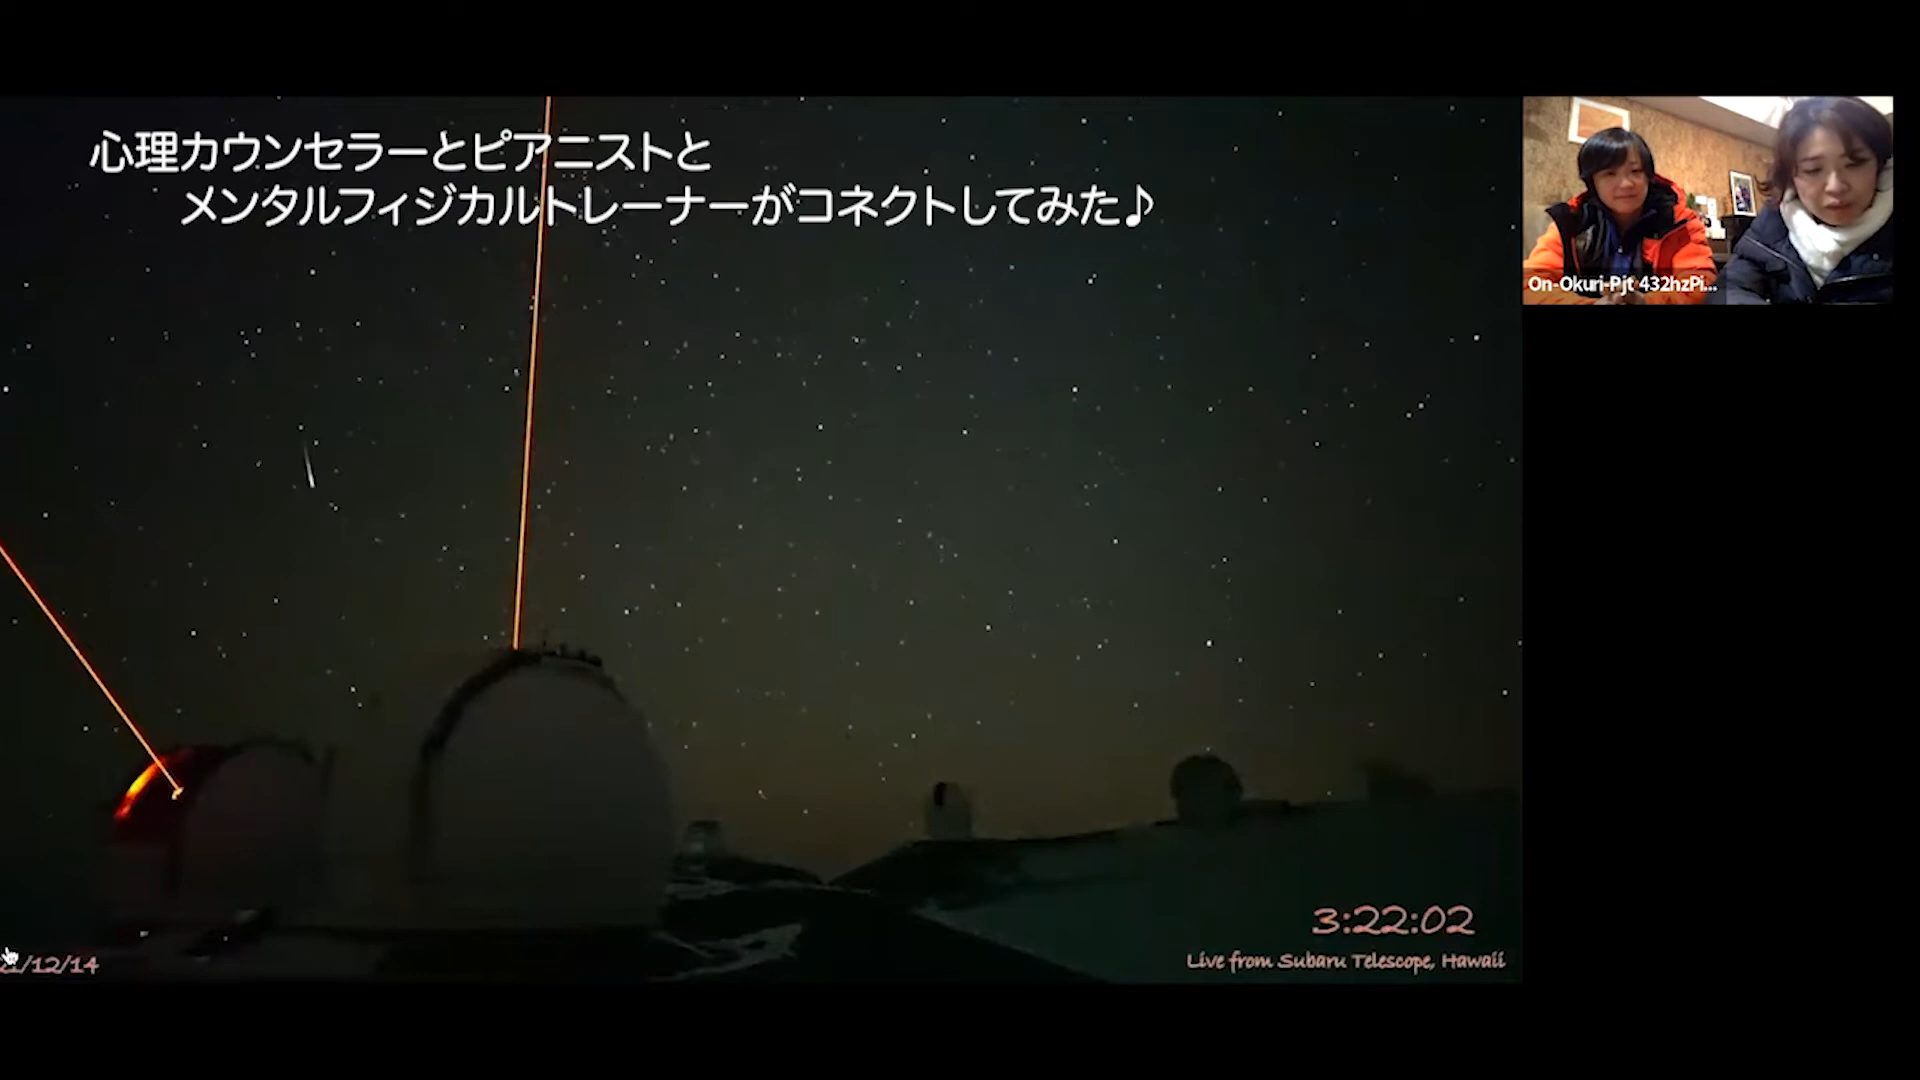 心理カウンセラーとピアニストと
メンタルフィジカルトレーナーがコネクトしてみた♪
On-Okuri-Pjt 432hzPi...
3:22:02
Live from Subaru Telescope, Hawaii
/12/14